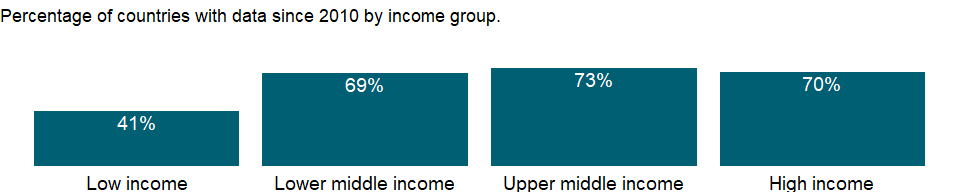 Percentage of countries with data since 2010 by income group.
41%
69%
73%
70%
Low income
Lower middle income
Upper middle income
High income